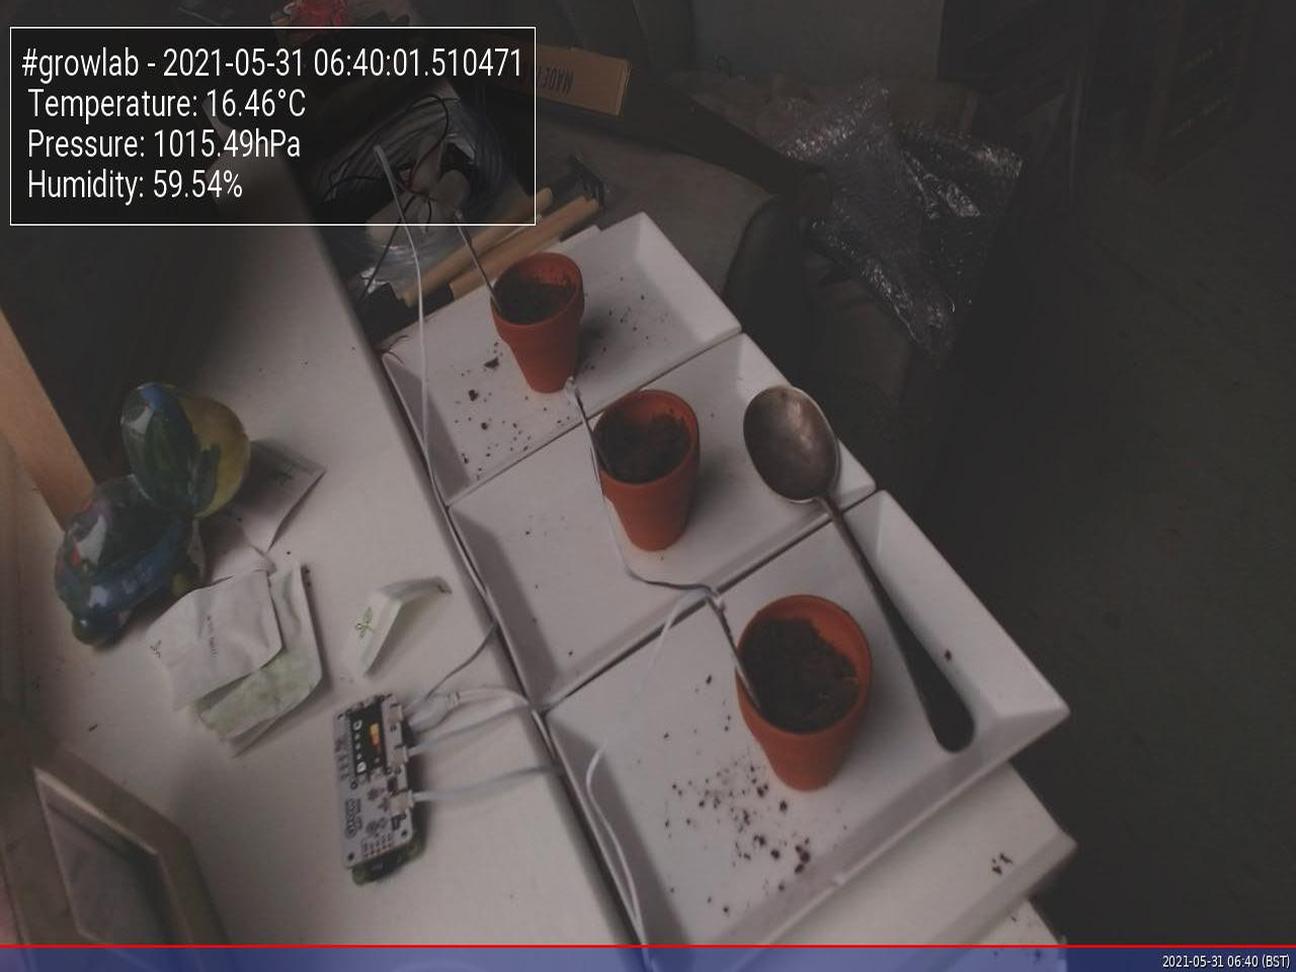 #growlab - 2021-05-31 06:40:01.510471
Temperature: 16.46°C
Pressure: 1015.49hPa
Humidity: 59.54%
2021-05-31 06:40 (BST)